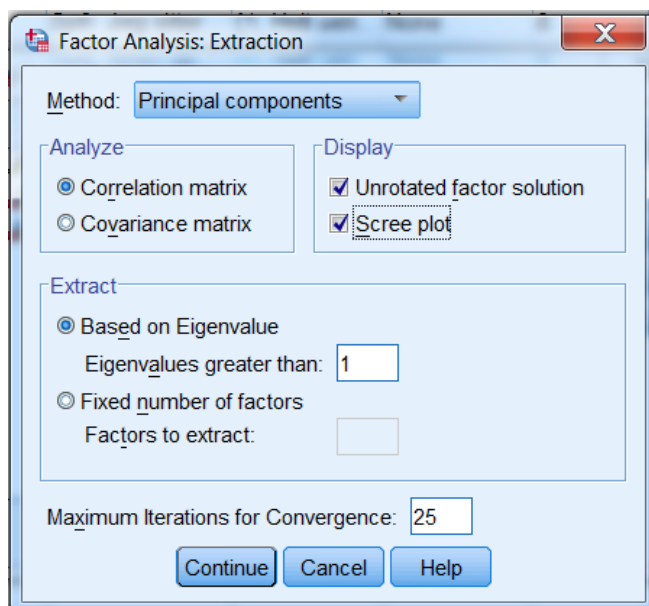 Factor Analysis: Extraction
Method: Principal components
Analyze
Correlation matrix
Covariance matrix
Display
Unrotated factor solution
Scree plot
Extract
Based on Eigenvalue
Eigenvalues greater than: 1
Fixed number of factors
Factors to extract:
Maximum Iterations for Convergence: 25
Continue Cancel Help